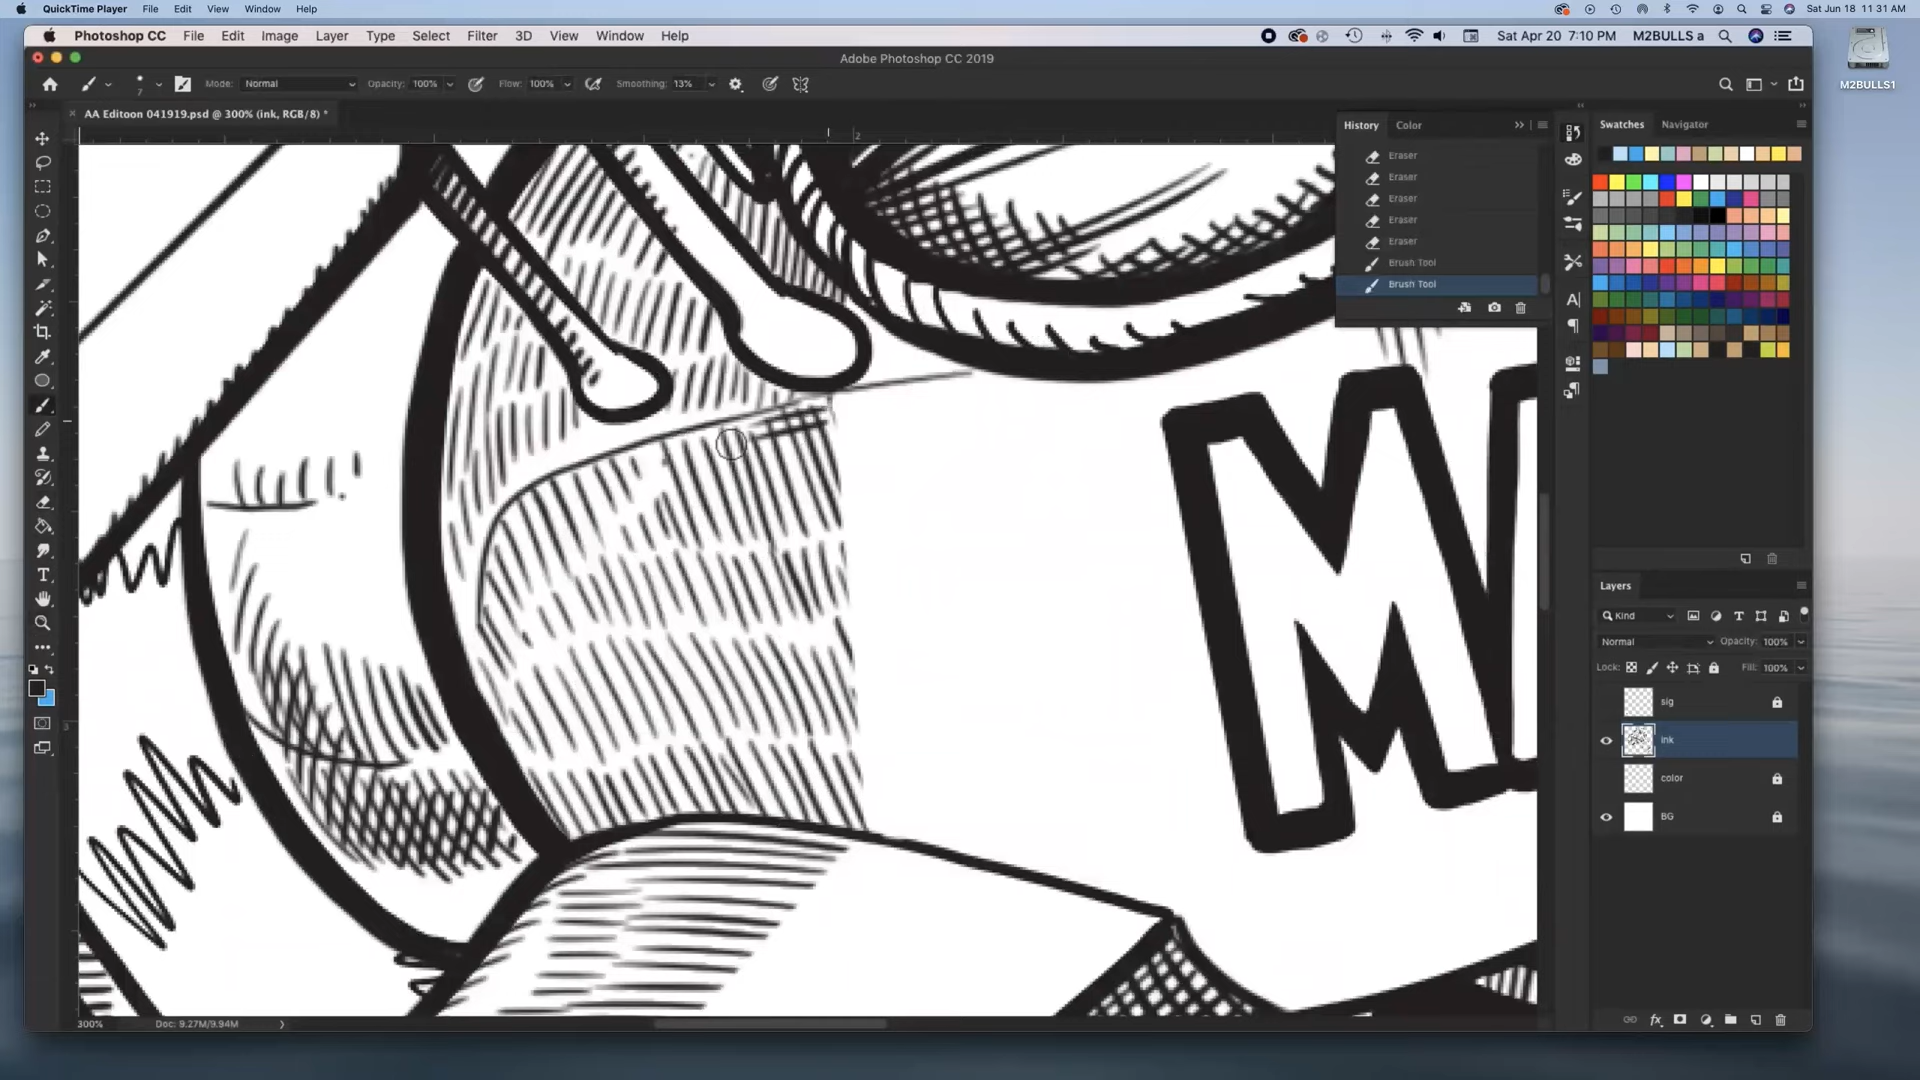 QuickTime Player File Edit View Window Help Sat Jun 18 11:31 AM
Photoshop CC File Edit Image Layer Type Select Filter 3D View Window Help Sat Apr 20 7:10 PM M2BULLS a
M2BULLS1
Adobe Photoshop CC 2019
7 Mode: Normal Opacity: 100% Flow: 100% Smoothing: 13%
AA Editoon 041919.psd @ 300% (ink, RGB/8) *
2
3
History Color
Eraser
Eraser
Eraser
Eraser
Eraser
Brush Tool
Brush Tool
Swatches Navigator
M
Layers
Kind
Normal Opacity: 100%
Lock: Fill: 100%
sig
ink
color
BG
300% Doc: 9.27M/9.94M